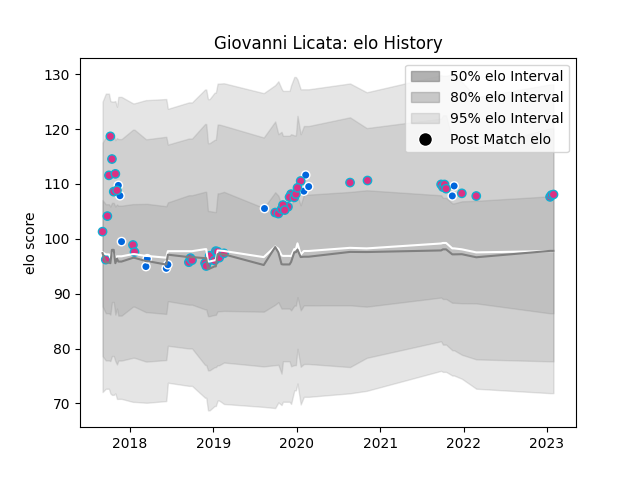 Giovanni Licata: elo History
elo score
130
120
110
100
90
80
70
50% elo Interval
80% elo Interval
95% elo Interval
Post Match elo
2018
2019
2020
2021
2022
2023